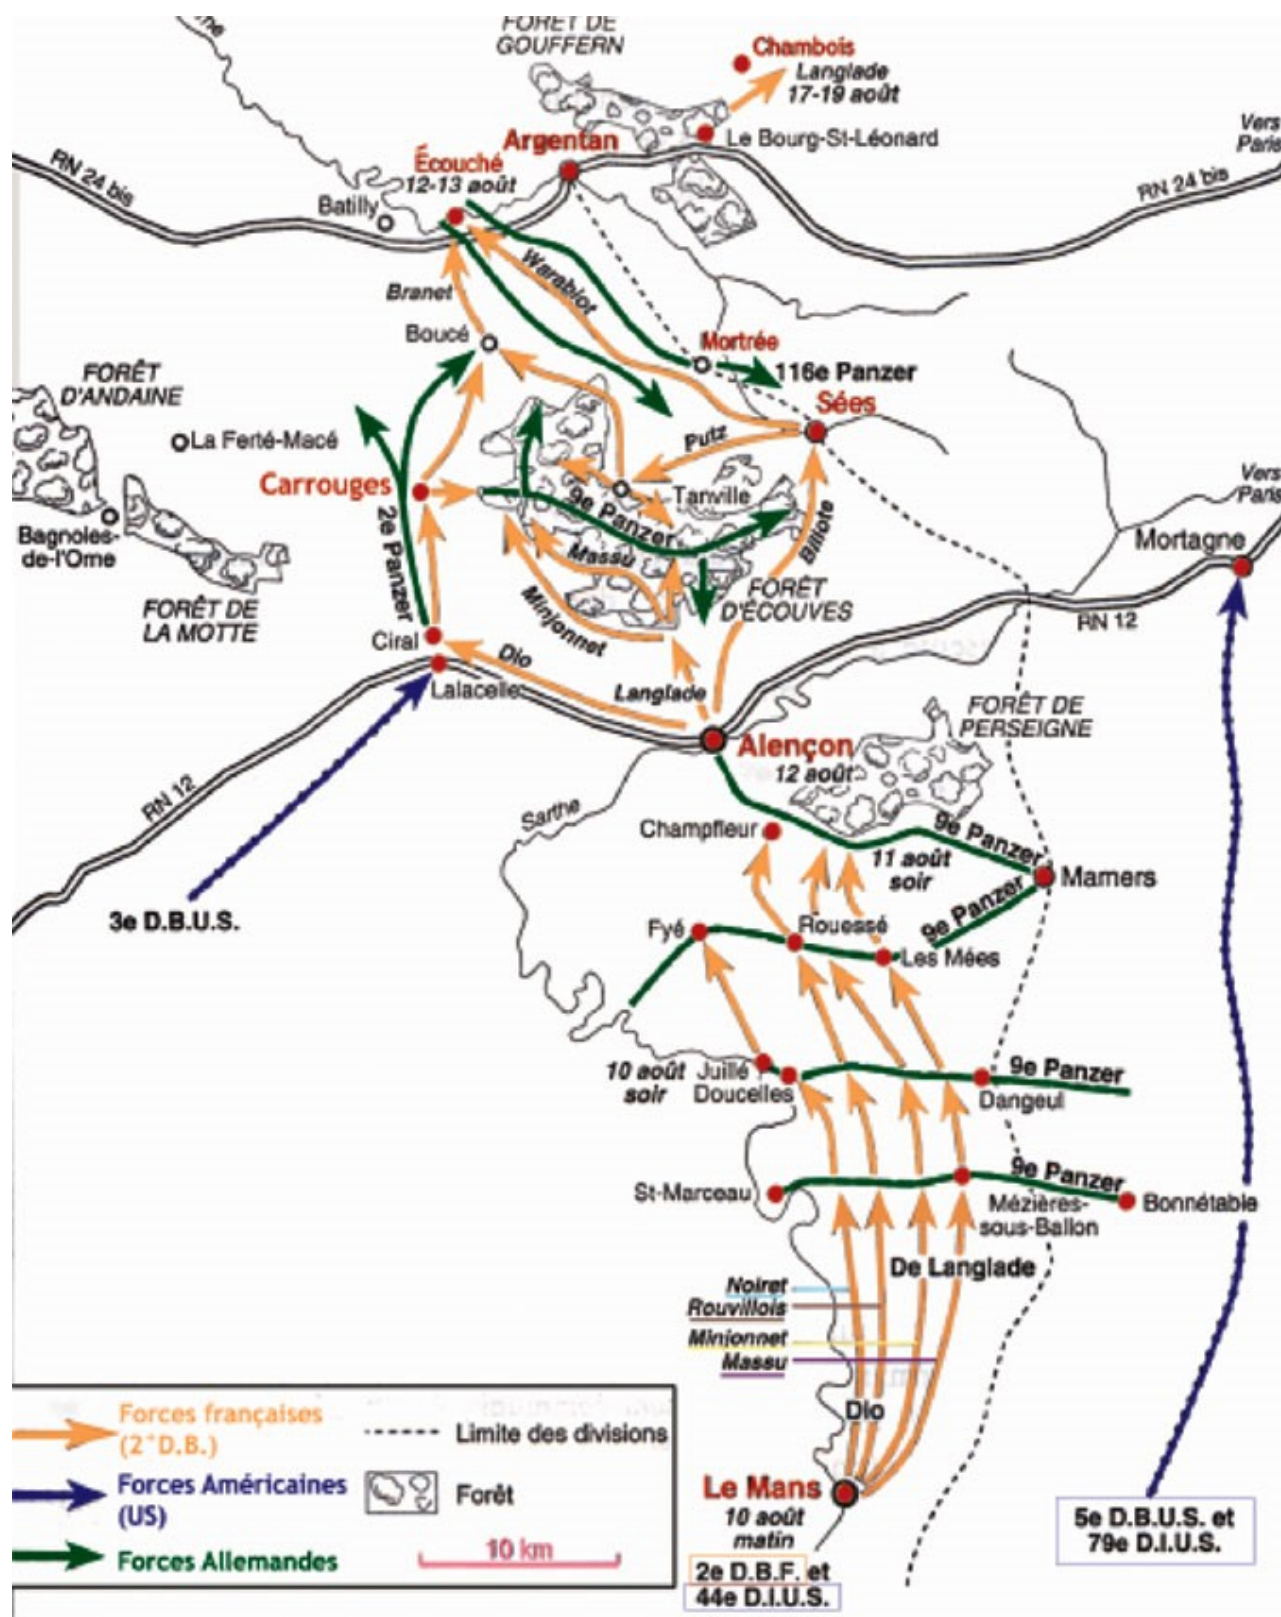 FORÊT DE
GOUFFERN
Chambois
Langlade
17-19 août
Le Bourg-St-Léonard
Argentan
Écouché
12-13 août
Batilly
RN 24 bis
RN 24 bis
Vers
Paris
Warabiot
Branet
Boucé
Mortrée
116e Panzer
Sées
FORÊT
D'ANDAINE
La Ferté-Macé
Carrouges
Putz
Tanville
9e Panzer
Bagnoles-
de-l'Orne
2e Panzer
Massu
Billote
Vers
Paris
Mortagne
FORÊT DE
LA MOTTE
Minjonnet
FORÊT
D'ÉCOUVES
RN 12
Ciral
Dio
Lalacelle
Langlade
FORÊT DE
PERSEIGNE
Alençon
12 août
RN 12
Sarthe
Champfleur
9e Panzer
11 août
soir
Mamers
3e D.B.U.S.
9e Panzer
Fyé
Rouessé
Les Mées
10 août
soir
Juillé
Doucelles
9e Panzer
Dangeul
9e Panzer
St-Marceau
Mézières-
sous-Ballon
Bonnétable
De Langlade
Noiret
Rouvillois
Minjonnet
Massu
Dio
Le Mans
10 août
matin
2e D.B.F. et
44e D.I.U.S.
5e D.B.U.S. et
79e D.I.U.S.
Forces françaises
(2°D.B.)
Limite des divisions
Forces Américaines
(US)
Forêt
Forces Allemandes
10 km